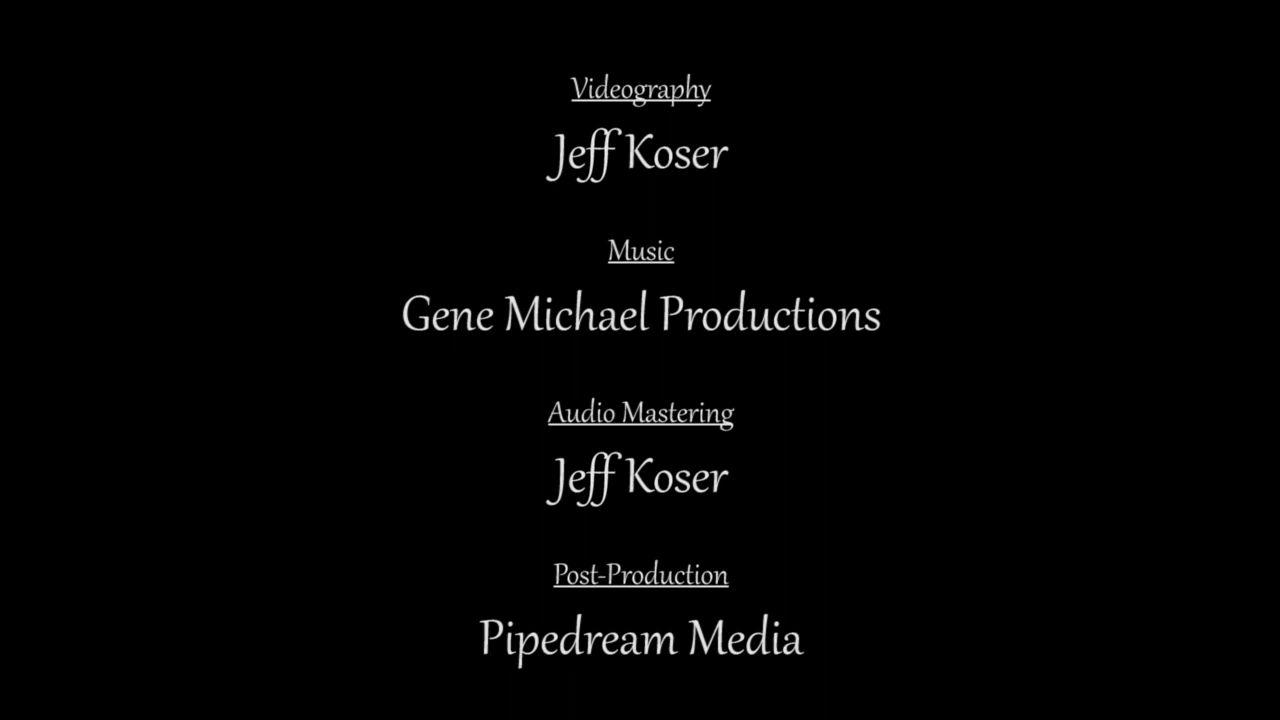 Videography
Jeff Koser
Music
Gene Michael Productions
Audio Mastering
Jeff Koser
Post-Production
Pipedream Media